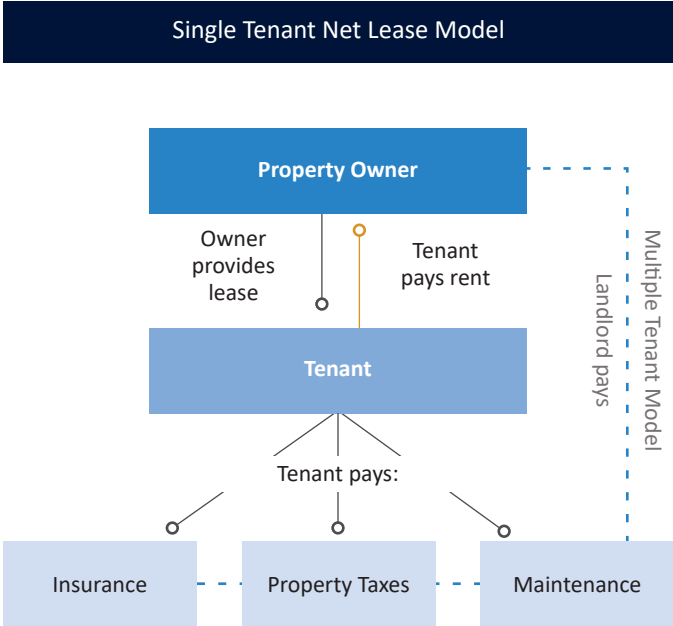 Single Tenant Net Lease Model
Property Owner
Owner
provides
lease
Tenant
pays rent
Multiple Tenant Model
Landlord pays
Tenant
Tenant pays:
Insurance
Property Taxes
Maintenance